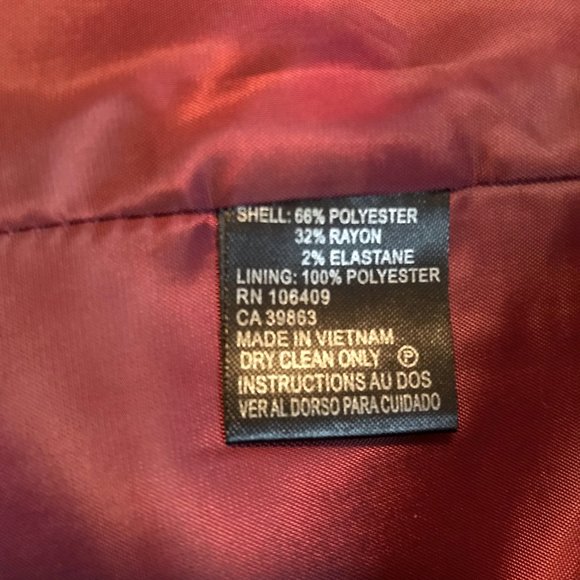 SHELL: 66% POLYESTER
32% RAYON
2% ELASTANE
LINING: 100% POLYESTER
RN 106409
CA 39863
MADE IN VIETNAM
DRY CLEAN ONLY Ⓟ
INSTRUCTIONS AU DOS
VER AL DORSO PARA CUIDADO